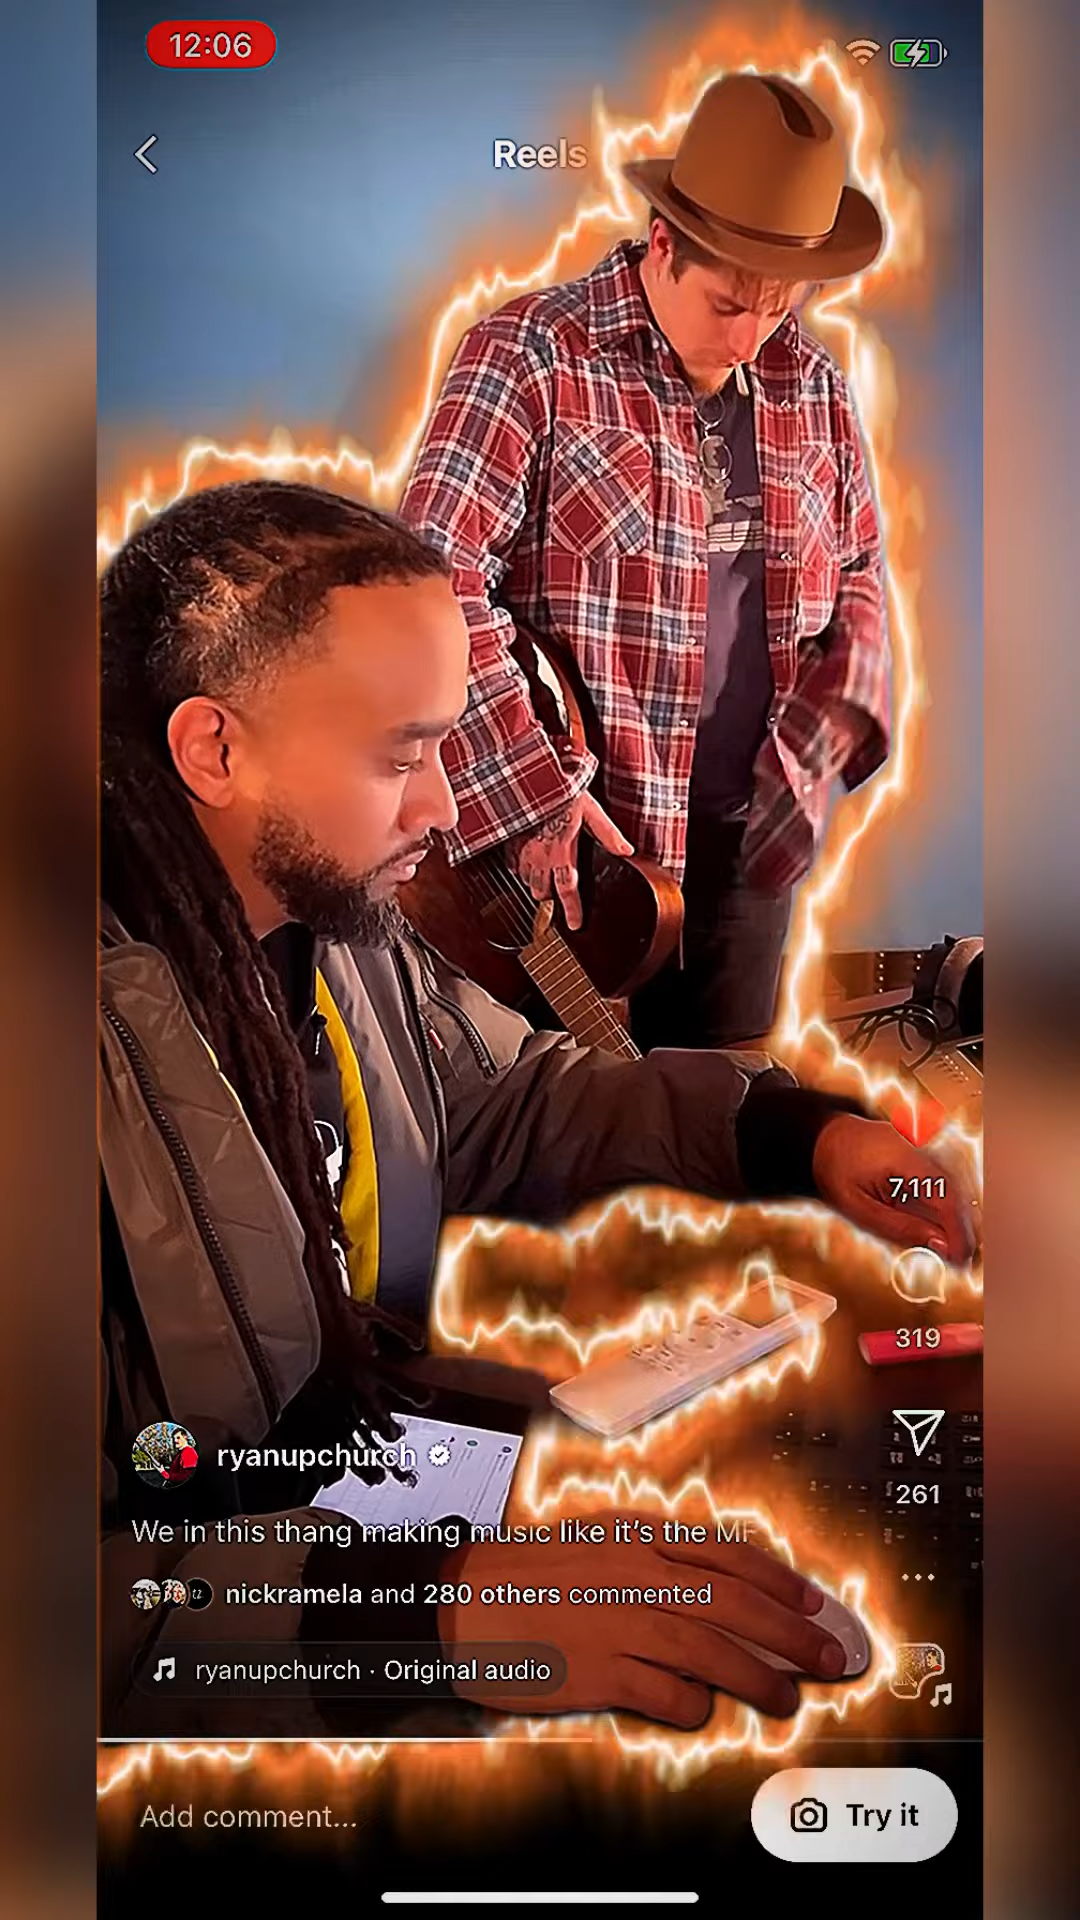 12:06
Reels
7,111
319
ryanupchurch
261
We in this thang making music like it's the MF
nickramela and 280 others commented
ryanupchurch · Original audio
Add comment...
Try it